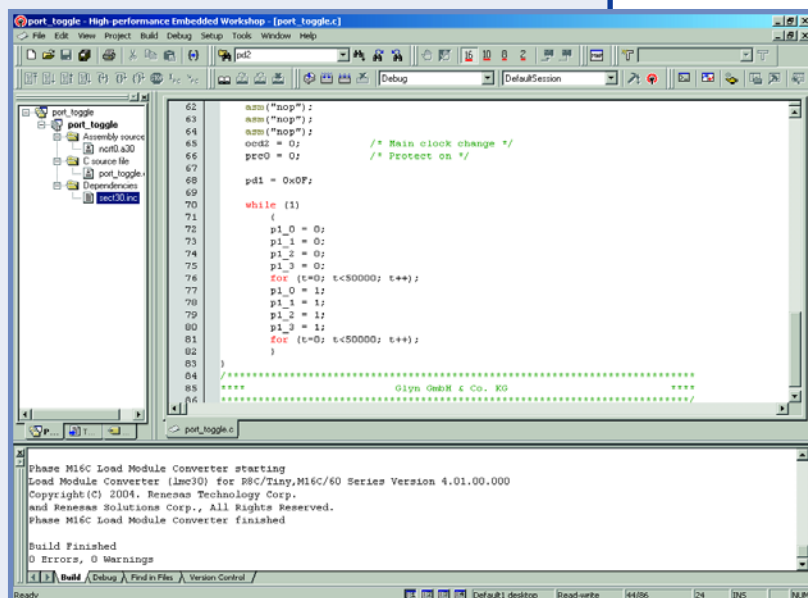 port_toggle - High-performance Embedded Workshop - [port_toggle.c]
File Edit View Project Build Debug Setup Tools Window Help
pd2
16 10 8 2
Debug DefaultSession
port_toggle
port_toggle
Assembly source
ncrt0.a30
C source file
port_toggle.
Dependencies
sect30.inc
P... T...
62 asm("nop");
63 asm("nop");
64 asm("nop");
65 ocd2 = 0; /* Main clock change */
66 prc0 = 0; /* Protect on */
67
68 pd1 = 0x0F;
69
70 while (1)
71 {
72 p1_0 = 0;
73 p1_1 = 0;
74 p1_2 = 0;
75 p1_3 = 0;
76 for (t=0; t<50000; t++);
77 p1_0 = 1;
78 p1_1 = 1;
79 p1_2 = 1;
80 p1_3 = 1;
81 for (t=0; t<50000; t++);
82 }
83 }
84 /******************************************************************************
85 **** Glyn GmbH & Co. KG ****
86 ******************************************************************************/
port_toggle.c
Phase M16C Load Module Converter starting
Load Module Converter (lmc30) for R8C/Tiny,M16C/60 Series Version 4.01.00.000
Copyright(C) 2004. Renesas Technology Corp.
and Renesas Solutions Corp., All Rights Reserved.
Phase M16C Load Module Converter finished
Build Finished
0 Errors, 0 Warnings
Build Debug Find in Files Version Control
Ready Default1 desktop Read-write 44/86 24 INS NUM